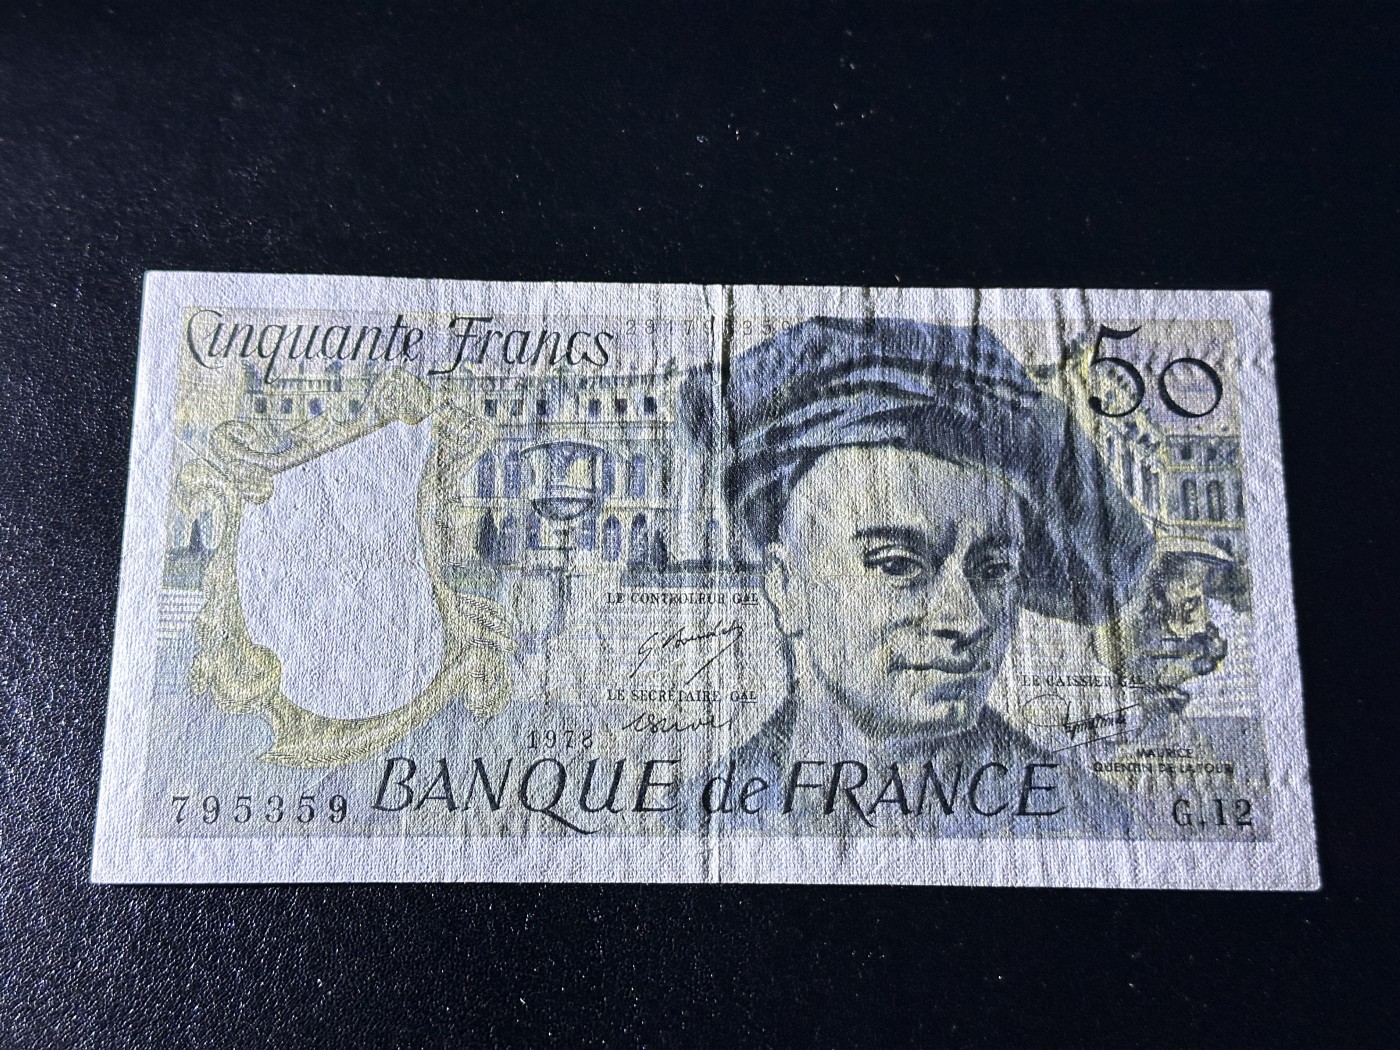 Cinquante Francs
50
LE CONTROLEUR GAL
LE SECRÉTAIRE GAL
LE CAISSIER GAL
1978
MAURICE
QUENTIN DE LA TOUR
795359
BANQUE de FRANCE
G.12